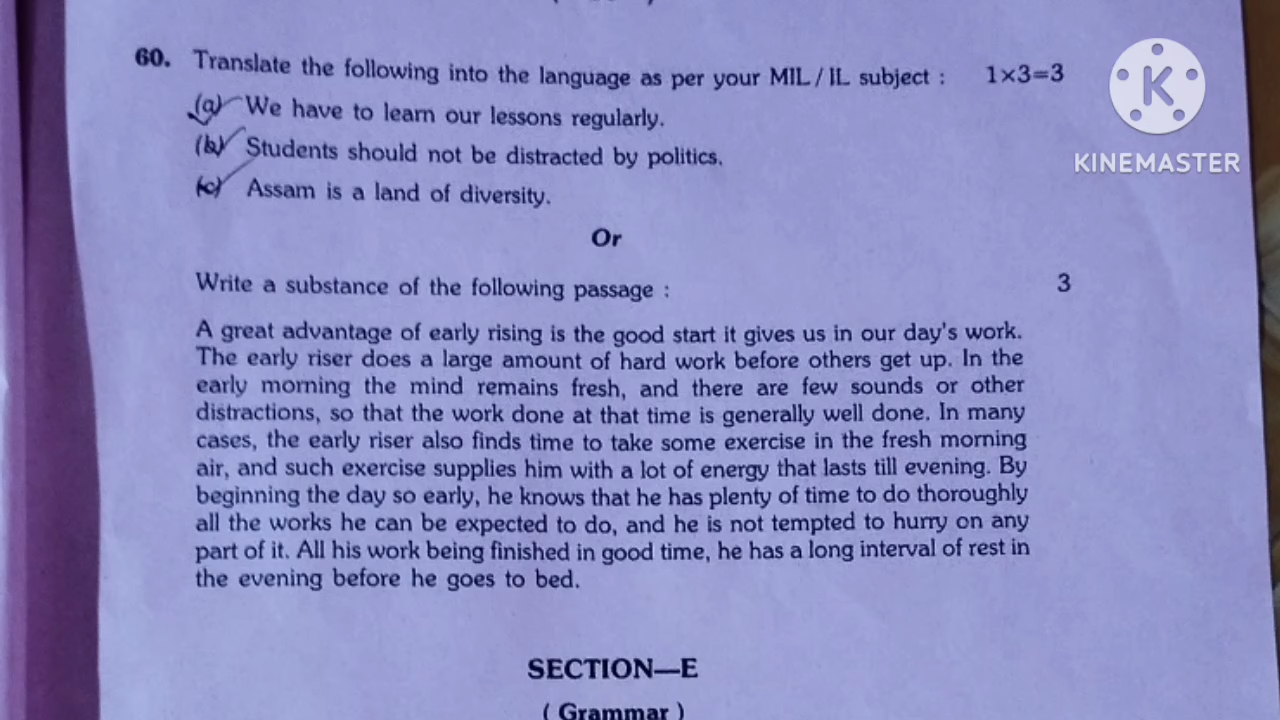 60. Translate the following into the language as per your MIL / IL subject : 1×3=3
(a) We have to learn our lessons regularly.
(b) Students should not be distracted by politics.
(c) Assam is a land of diversity.
Or
Write a substance of the following passage : 3
A great advantage of early rising is the good start it gives us in our day's work.
The early riser does a large amount of hard work before others get up. In the
early morning the mind remains fresh, and there are few sounds or other
distractions, so that the work done at that time is generally well done. In many
cases, the early riser also finds time to take some exercise in the fresh morning
air, and such exercise supplies him with a lot of energy that lasts till evening. By
beginning the day so early, he knows that he has plenty of time to do thoroughly
all the works he can be expected to do, and he is not tempted to hurry on any
part of it. All his work being finished in good time, he has a long interval of rest in
the evening before he goes to bed.
SECTION—E
( Grammar )
K
KINEMASTER